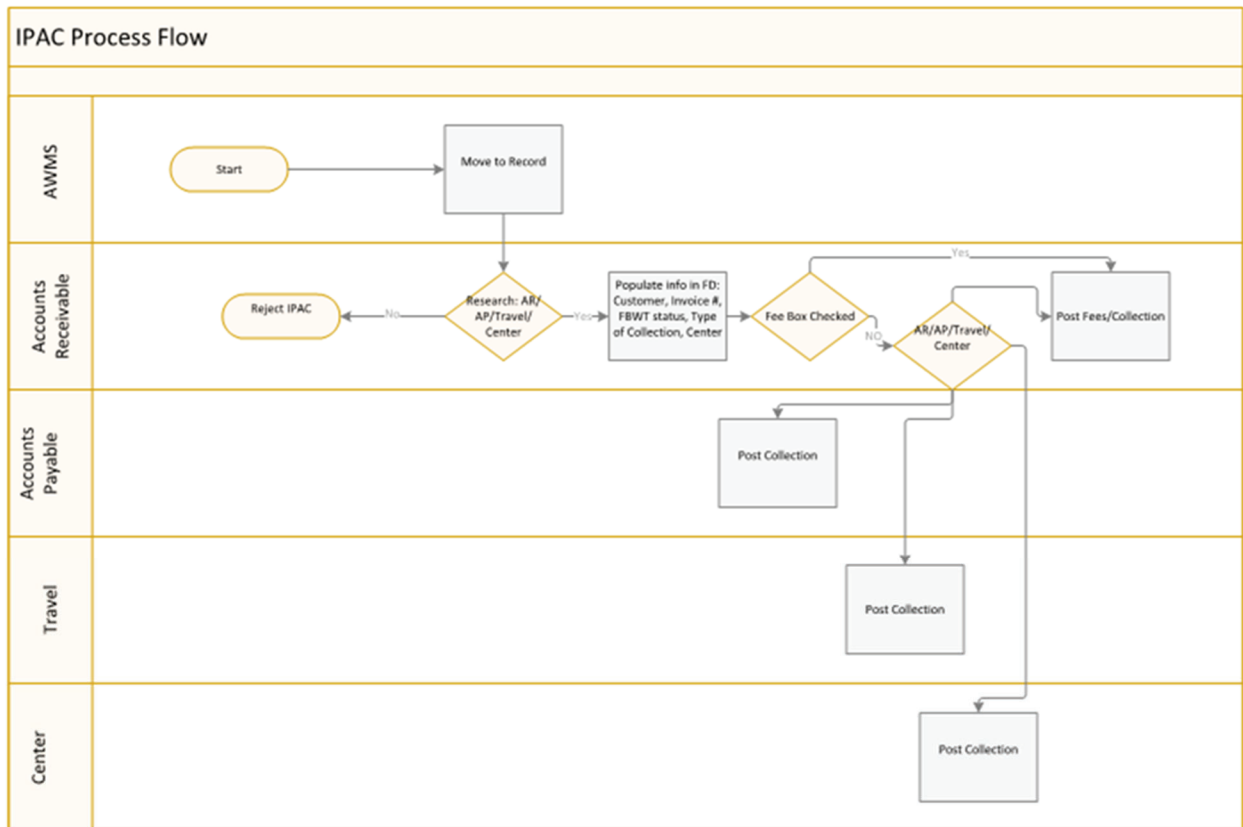 IPAC Process Flow
AWMS
Start
Move to Record
Accounts
Receivable
Reject IPAC
No
Research: AR/
AP/Travel/
Center
Yes
Populate info in FD:
Customer, Invoice #,
FBWT status, Type
of Collection, Center
Fee Box Checked
Yes
NO
AR/AP/Travel/
Center
Post Fees/Collection
Accounts
Payable
Post Collection
Travel
Post Collection
Center
Post Collection